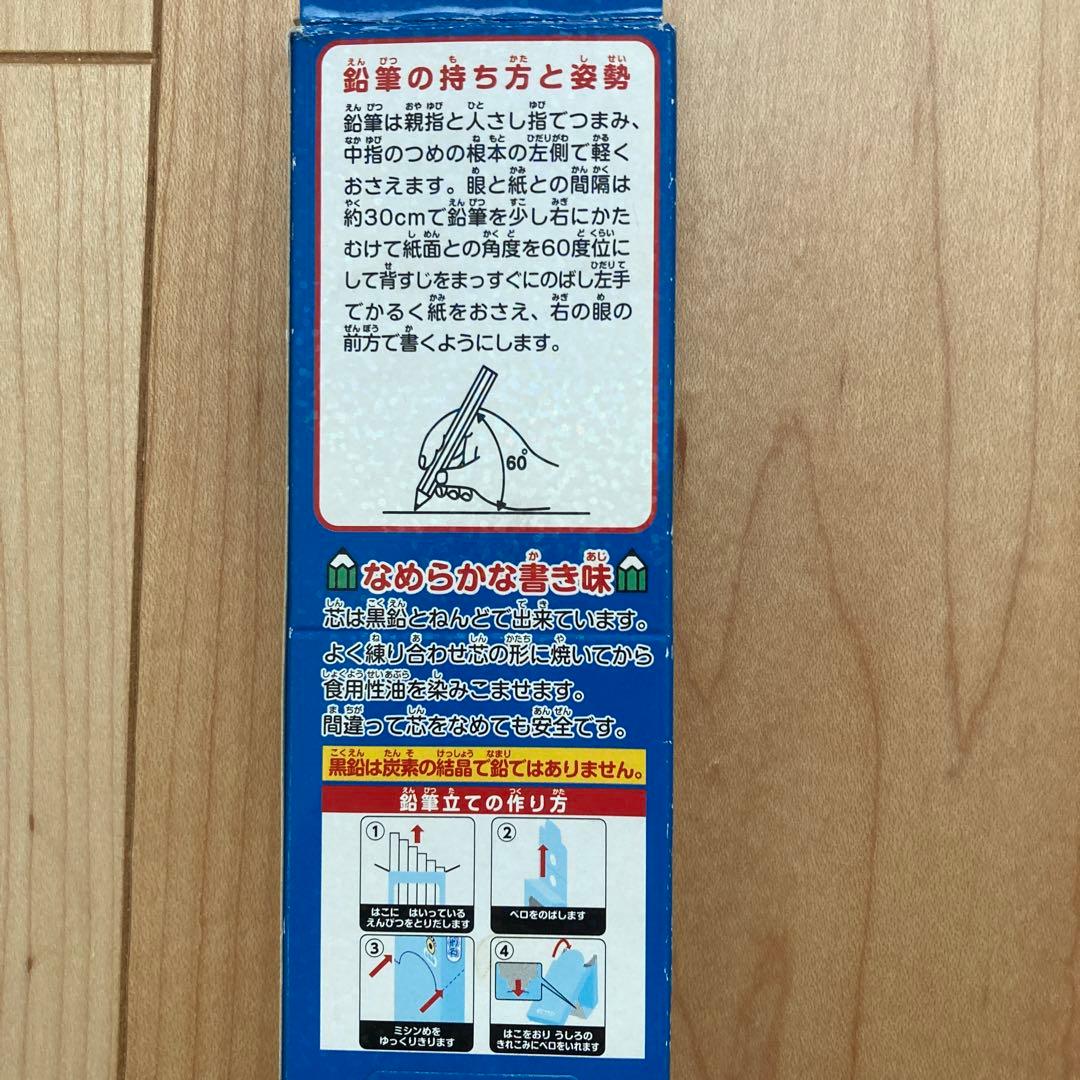 鉛筆の持ち方と姿勢
鉛筆は親指と人さし指でつまみ、
中指のつめの根本の左側で軽く
おさえます。眼と紙との間隔は
約30cmで鉛筆を少し右にかた
むけて紙面との角度を60度位に
して背すじをまっすぐにのばし左手
でかるく紙をおさえ、右の眼の
前方で書くようにします。
60°
なめらかな書き味
芯は黒鉛とねんどで出来ています。
よく練り合わせ芯の形に焼いてから
食用性油を染みこませます。
間違って芯をなめても安全です。
黒鉛は炭素の結晶で鉛ではありません。
鉛筆立ての作り方
①
はこに はいっている
えんぴつをとりだします
②
ベロをのばします
③
ミシンめを
ゆっくりきります
④
はこをおり うしろの
きれこみにベロをいれます